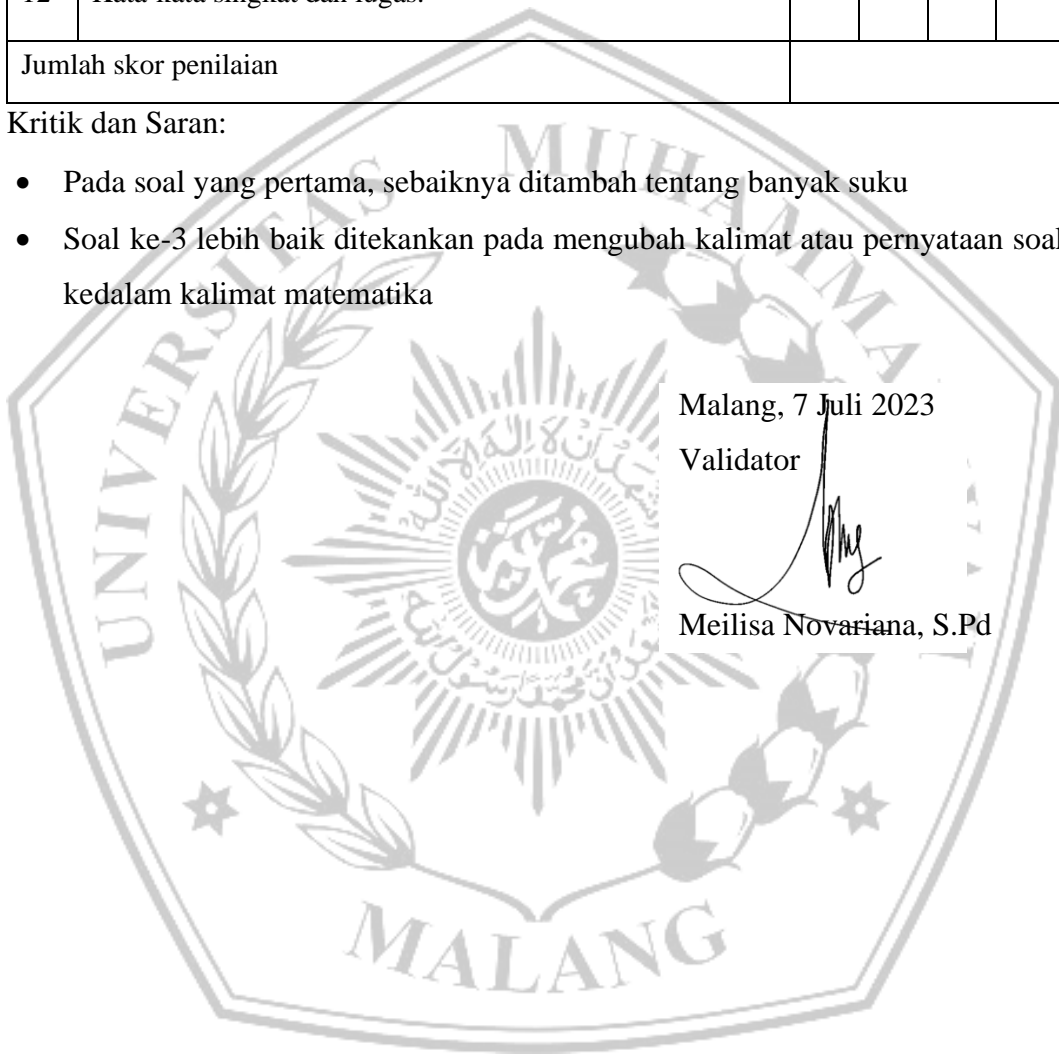 12 Kata-kata singkat dan lugas.
Jumlah skor penilaian
Kritik dan Saran:
• Pada soal yang pertama, sebaiknya ditambah tentang banyak suku
• Soal ke-3 lebih baik ditekankan pada mengubah kalimat atau pernyataan soal
kedalam kalimat matematika
Malang, 7 Juli 2023
Validator
Meilisa Novariana, S.Pd
UNIVERSITAS MUHAMMA
MALANG